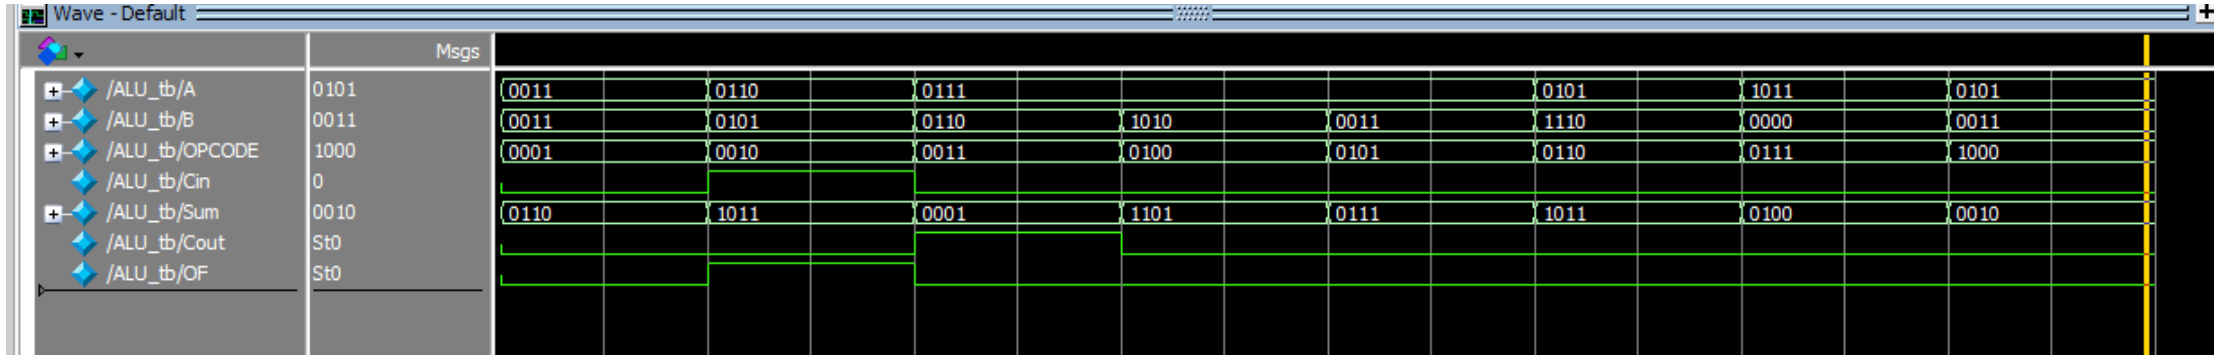 Wave - Default
Msgs
/ALU_tb/A 0101 0011 0110 0111 0101 1011 0101
/ALU_tb/B 0011 0011 0101 0110 1010 0011 1110 0000 0011
/ALU_tb/OPCODE 1000 0001 0010 0011 0100 0101 0110 0111 1000
/ALU_tb/Cin 0
/ALU_tb/Sum 0010 0110 1011 0001 1101 0111 1011 0100 0010
/ALU_tb/Cout St0
/ALU_tb/OF St0